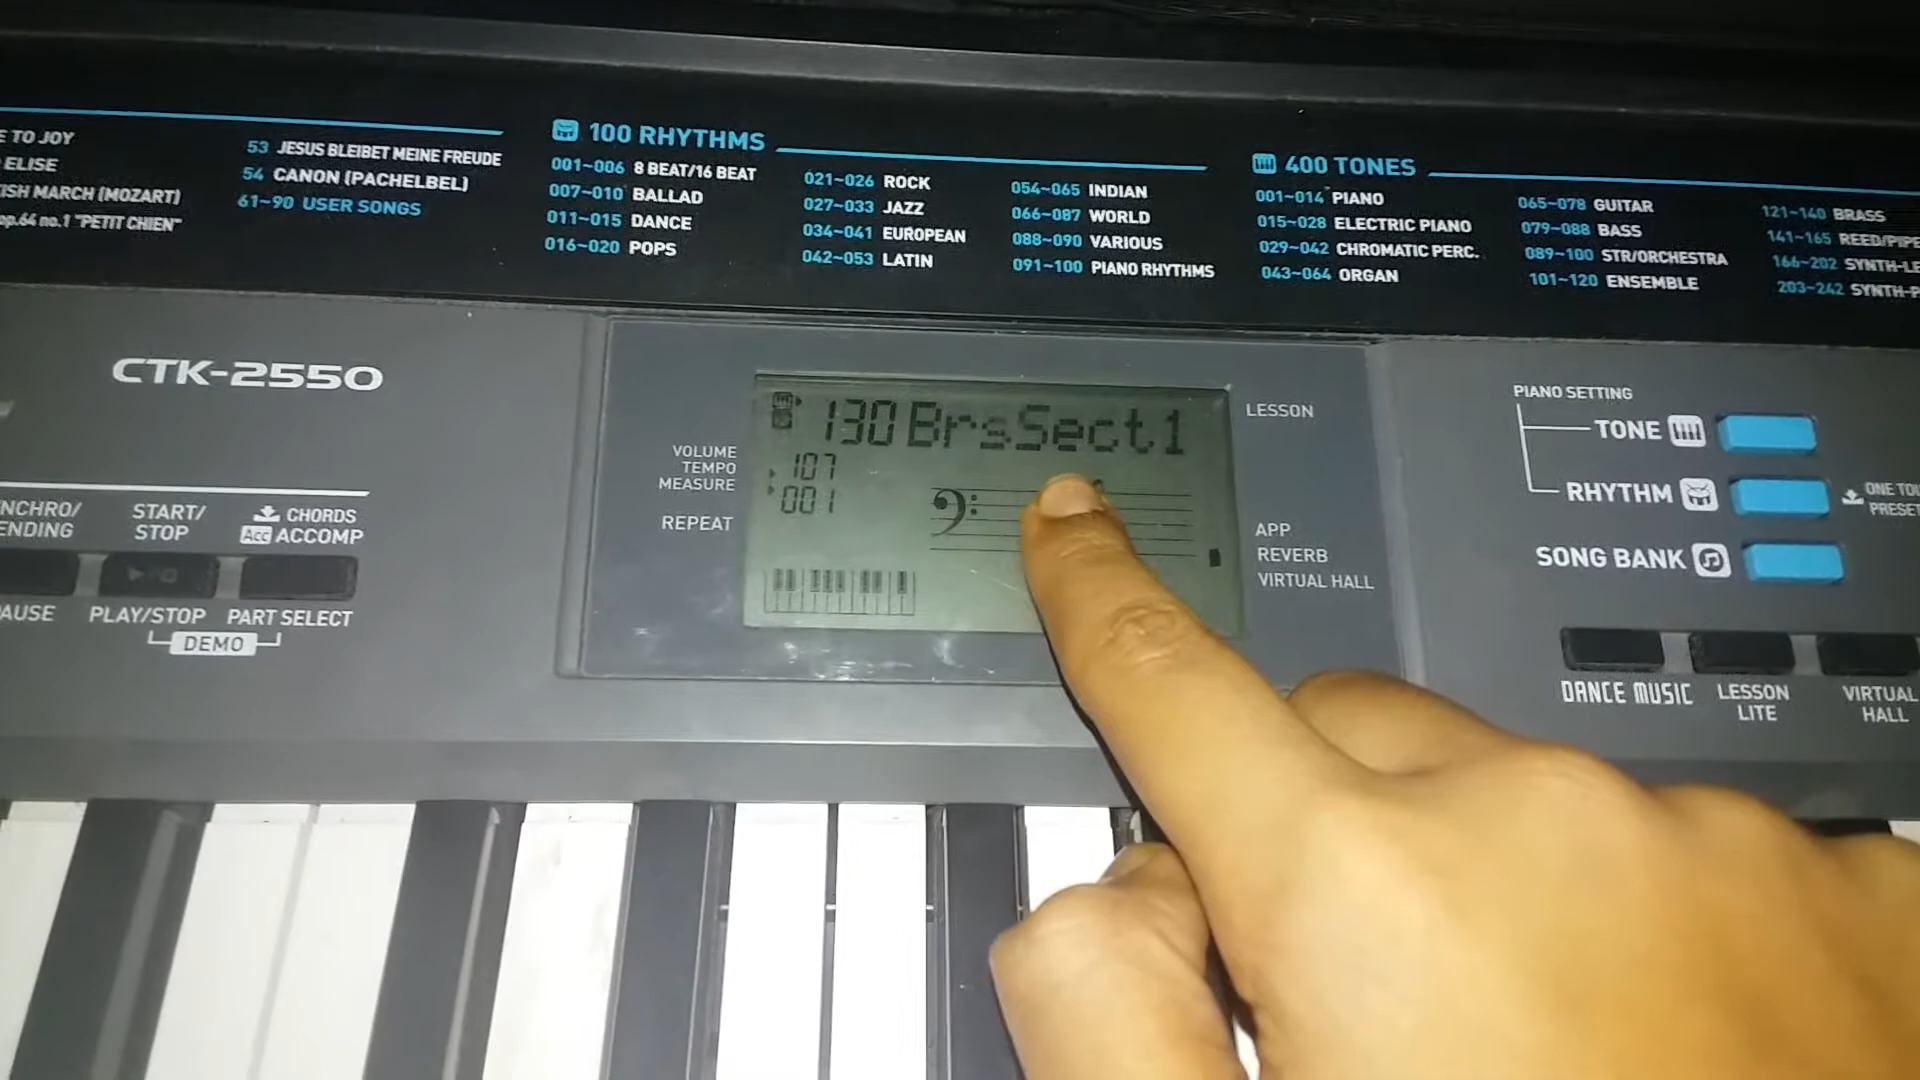 E TO JOY
ELISE
ISH MARCH (MOZART)
op.64 no.1 "PETIT CHIEN"
53 JESUS BLEIBET MEINE FREUDE
54 CANON (PACHELBEL)
61~90 USER SONGS
100 RHYTHMS
001~006 8 BEAT/16 BEAT
007~010 BALLAD
011~015 DANCE
016~020 POPS
021~026 ROCK
027~033 JAZZ
034~041 EUROPEAN
042~053 LATIN
054~065 INDIAN
066~087 WORLD
088~090 VARIOUS
091~100 PIANO RHYTHMS
400 TONES
001~014 PIANO
015~028 ELECTRIC PIANO
029~042 CHROMATIC PERC.
043~064 ORGAN
065~078 GUITAR
079~088 BASS
089~100 STR/ORCHESTRA
101~120 ENSEMBLE
121~140 BRASS
141~165 REED/PIPE
166~202 SYNTH-LE
203~242 SYNTH-P
CTK-2550
130 BrsSect1
107
001
VOLUME
TEMPO
MEASURE
REPEAT
LESSON
APP
REVERB
VIRTUAL HALL
PIANO SETTING
TONE
RHYTHM
ONE TOU
PRESET
SONG BANK
DANCE MUSIC
LESSON
LITE
VIRTUAL
HALL
NCHRO/
ENDING
START/
STOP
CHORDS
Acc ACCOMP
AUSE
PLAY/STOP
PART SELECT
DEMO